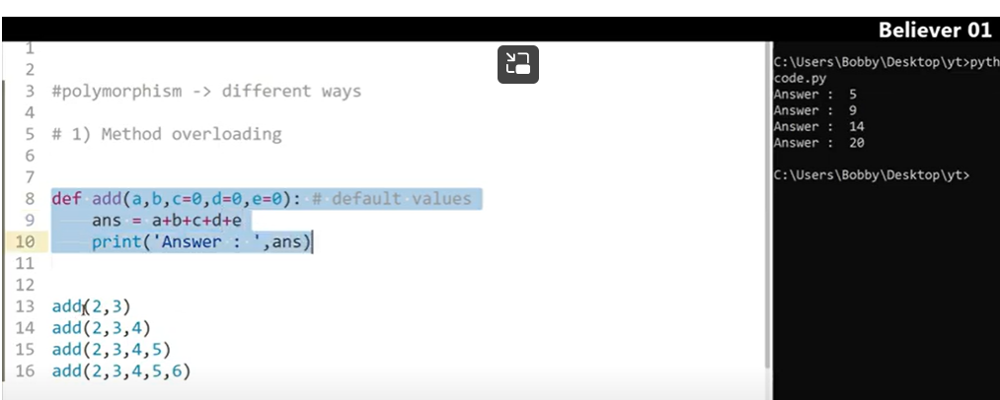 Believer 01
1
2
3 #polymorphism -> different ways
4
5 # 1) Method overloading
6
7
8 def add(a,b,c=0,d=0,e=0): # default values
9     ans = a+b+c+d+e
10     print('Answer : ',ans)
11
12
13 add(2,3)
14 add(2,3,4)
15 add(2,3,4,5)
16 add(2,3,4,5,6)
C:\Users\Bobby\Desktop\yt>pyth
code.py
Answer :  5
Answer :  9
Answer :  14
Answer :  20
C:\Users\Bobby\Desktop\yt>